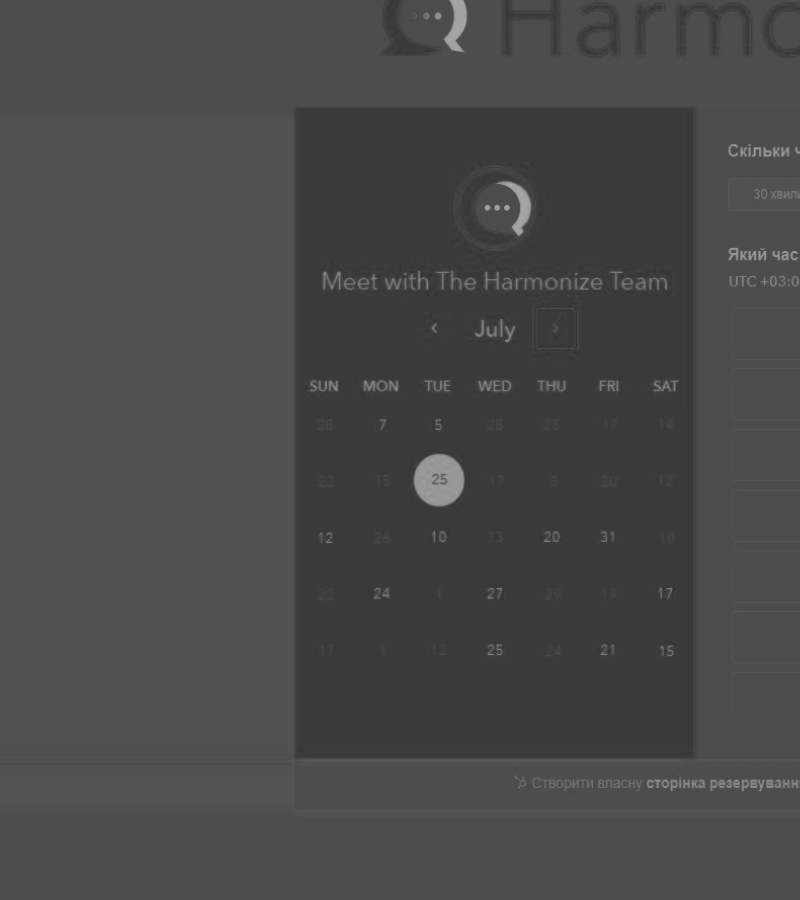 Harmo
Meet with The Harmonize Team
‹ July ›
SUN MON TUE WED THU FRI SAT
28 7 5 28 26 17 14
22 15 25 17 3 20 12
12 26 10 13 20 31 10
22 24 1 27 29 19 17
17 1 12 25 24 21 15
Скільки ч
30 хвили
Який час
UTC +03:0
Створити власну сторінка резервування